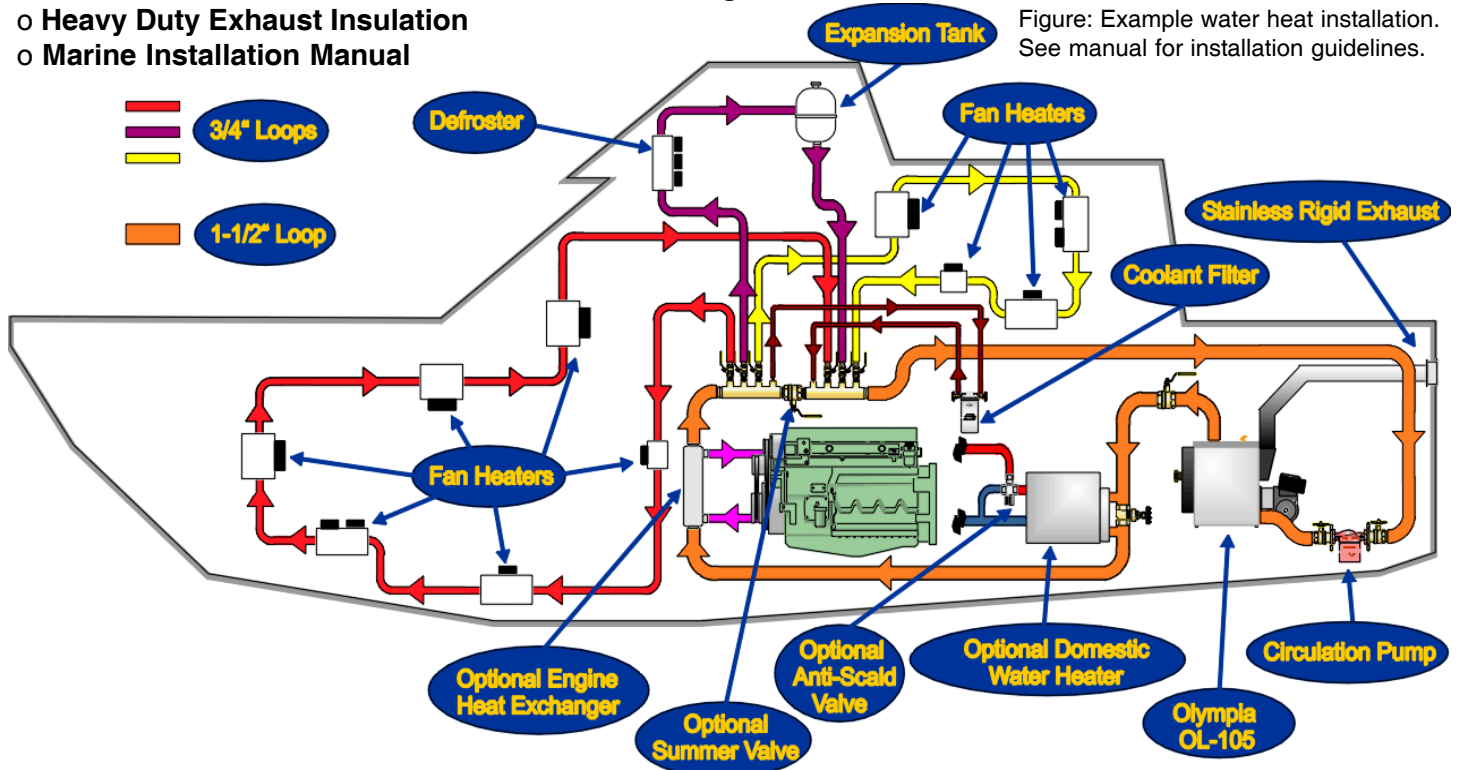 o Heavy Duty Exhaust Insulation
o Marine Installation Manual
Figure: Example water heat installation.
See manual for installation guidelines.
Expansion Tank
Defroster
Fan Heaters
3/4" Loops
1-1/2" Loop
Stainless Rigid Exhaust
Coolant Filter
Fan Heaters
Optional Engine
Heat Exchanger
Optional
Summer Valve
Optional
Anti-Scald
Valve
Optional Domestic
Water Heater
Olympia
OL-105
Circulation Pump